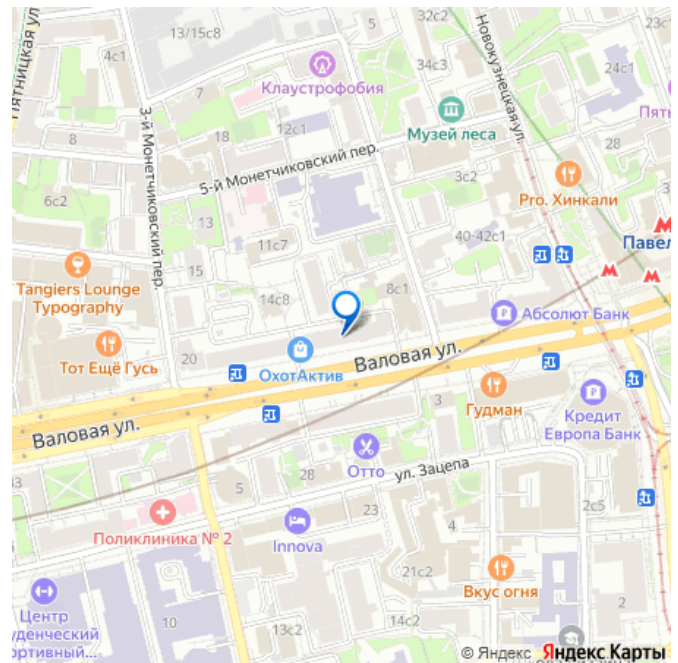 13/15с8
5
32с2
23с1
Пятницкая ул.
4с1
34с3
Новокузнецкая ул.
24с1
Клаустрофобия
7
3-й Монетчиковский пер.
18
12с1
Музей леса
Пять
8
5-й Монетчиковский пер.
3с2
Pro. Хинкали
6с2
13
11с7
40-42с1
Павел
15
Tangiers Lounge
Typography
14с8
8с1
Абсолют Банк
Тот Ещё Гусь
20
ОхотАктив
Валовая ул.
Гудман
3
Кредит
Европа Банк
Валовая ул.
Отто
ул. Зацепа
5
28
23
2с5
Поликлиника № 2
Innova
4
21с2
Вкус огня
Центр
уденческий
ортивный...
10
13с2
14с2
2
© Яндекс Яндекс Карты